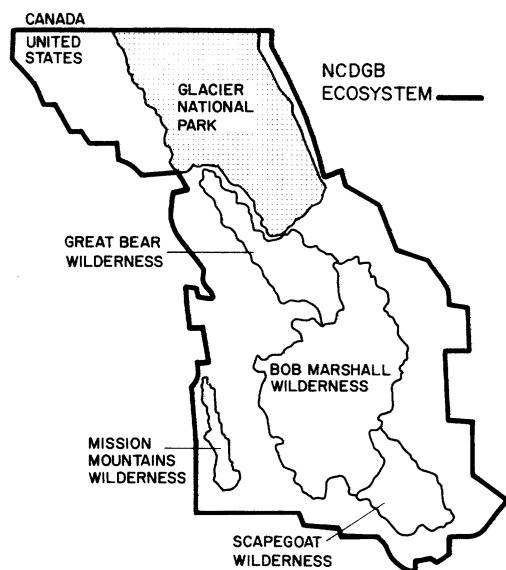 CANADA
UNITED
STATES
GLACIER
NATIONAL
PARK
NCDGB
ECOSYSTEM
GREAT BEAR
WILDERNESS
BOB MARSHALL
WILDERNESS
MISSION
MOUNTAINS
WILDERNESS
SCAPEGOAT
WILDERNESS